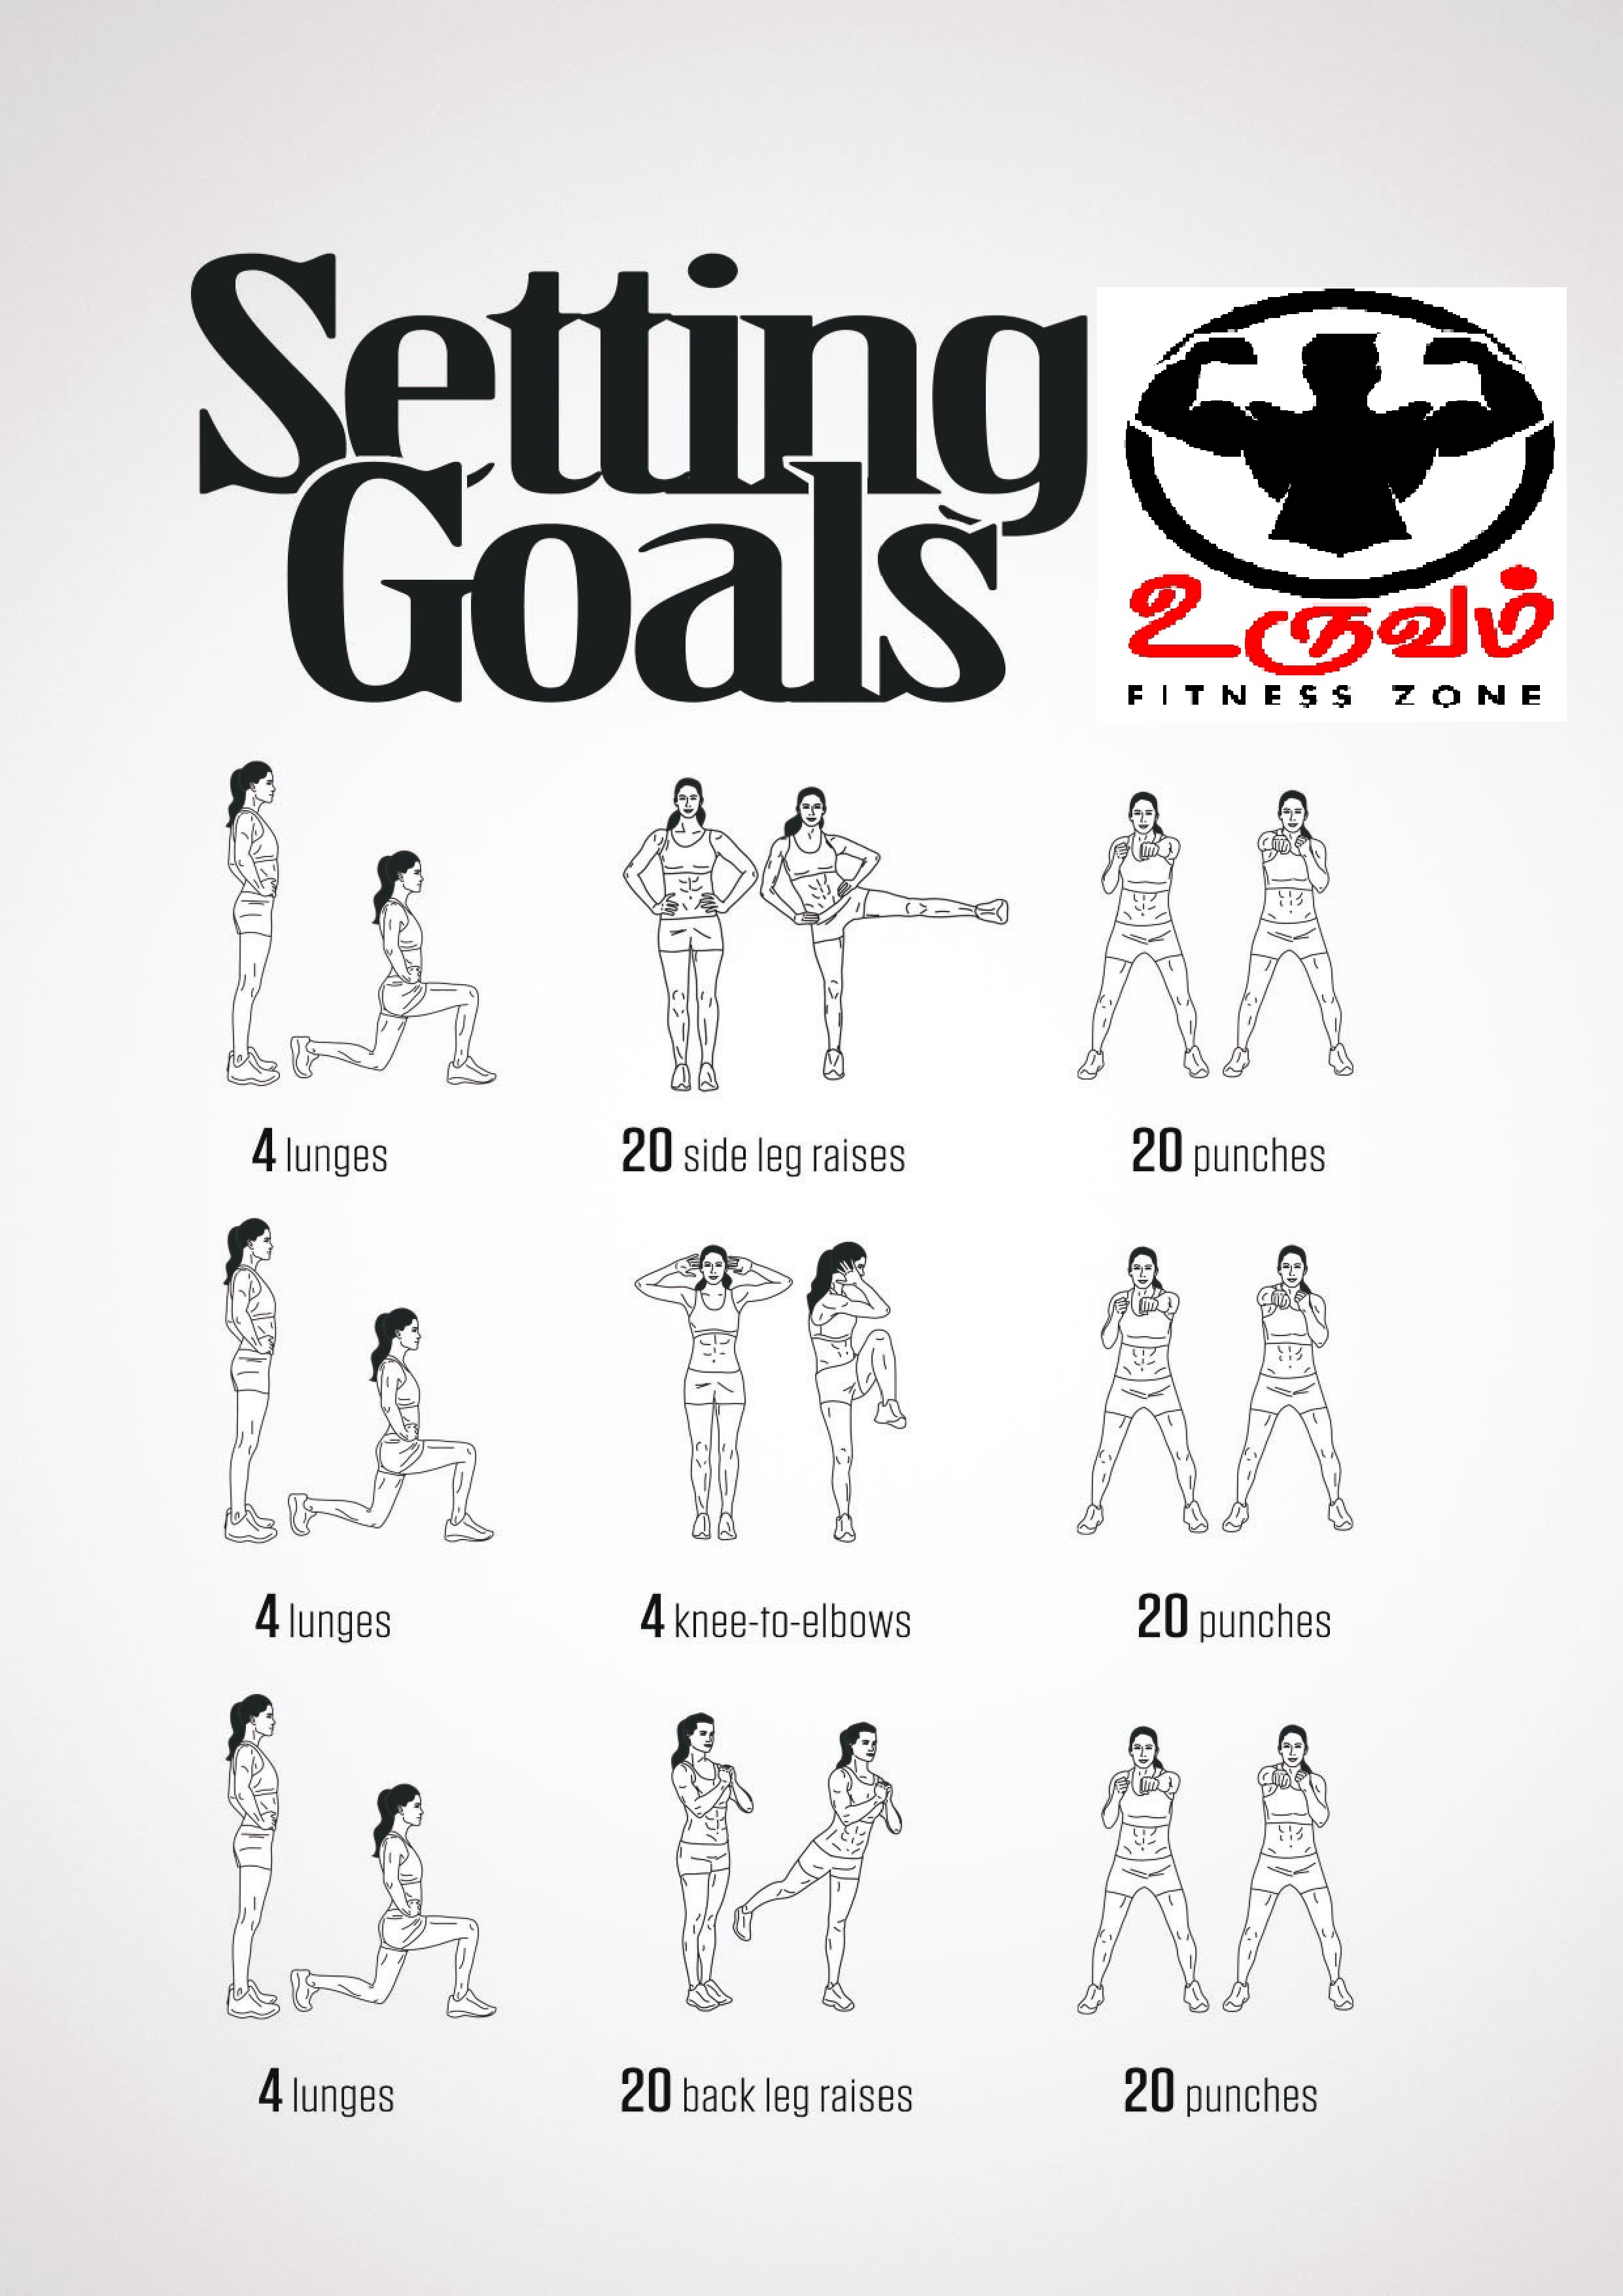 Setting
Goals
உருவம்
FITNESS ZONE
4 lunges
20 side leg raises
20 punches
4 lunges
4 knee-to-elbows
20 punches
4 lunges
20 back leg raises
20 punches